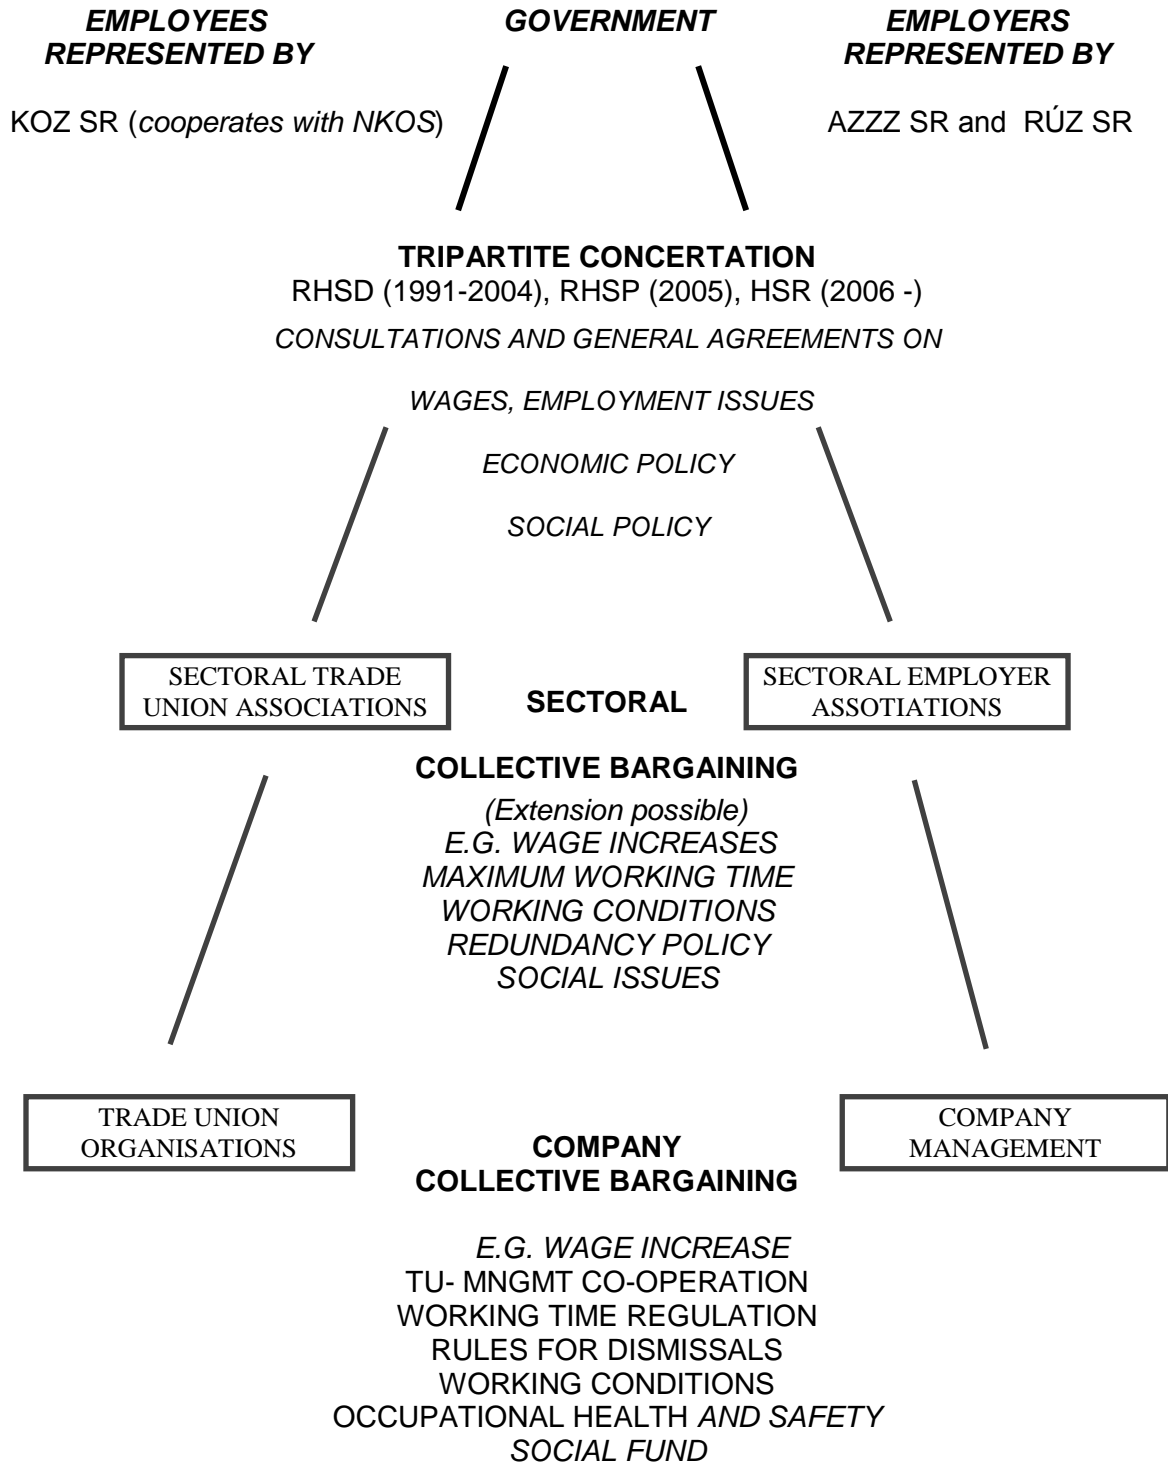 EMPLOYEES
REPRESENTED BY
GOVERNMENT
EMPLOYERS
REPRESENTED BY
KOZ SR (cooperates with NKOS)
AZZZ SR and RÚZ SR
TRIPARTITE CONCERTATION
RHSD (1991-2004), RHSP (2005), HSR (2006 -)
CONSULTATIONS AND GENERAL AGREEMENTS ON
WAGES, EMPLOYMENT ISSUES
ECONOMIC POLICY
SOCIAL POLICY
SECTORAL TRADE
UNION ASSOCIATIONS
SECTORAL
SECTORAL EMPLOYER
ASSOTIATIONS
COLLECTIVE BARGAINING
(Extension possible)
E.G. WAGE INCREASES
MAXIMUM WORKING TIME
WORKING CONDITIONS
REDUNDANCY POLICY
SOCIAL ISSUES
TRADE UNION
ORGANISATIONS
COMPANY
COLLECTIVE BARGAINING
COMPANY
MANAGEMENT
E.G. WAGE INCREASE
TU- MNGMT CO-OPERATION
WORKING TIME REGULATION
RULES FOR DISMISSALS
WORKING CONDITIONS
OCCUPATIONAL HEALTH AND SAFETY
SOCIAL FUND